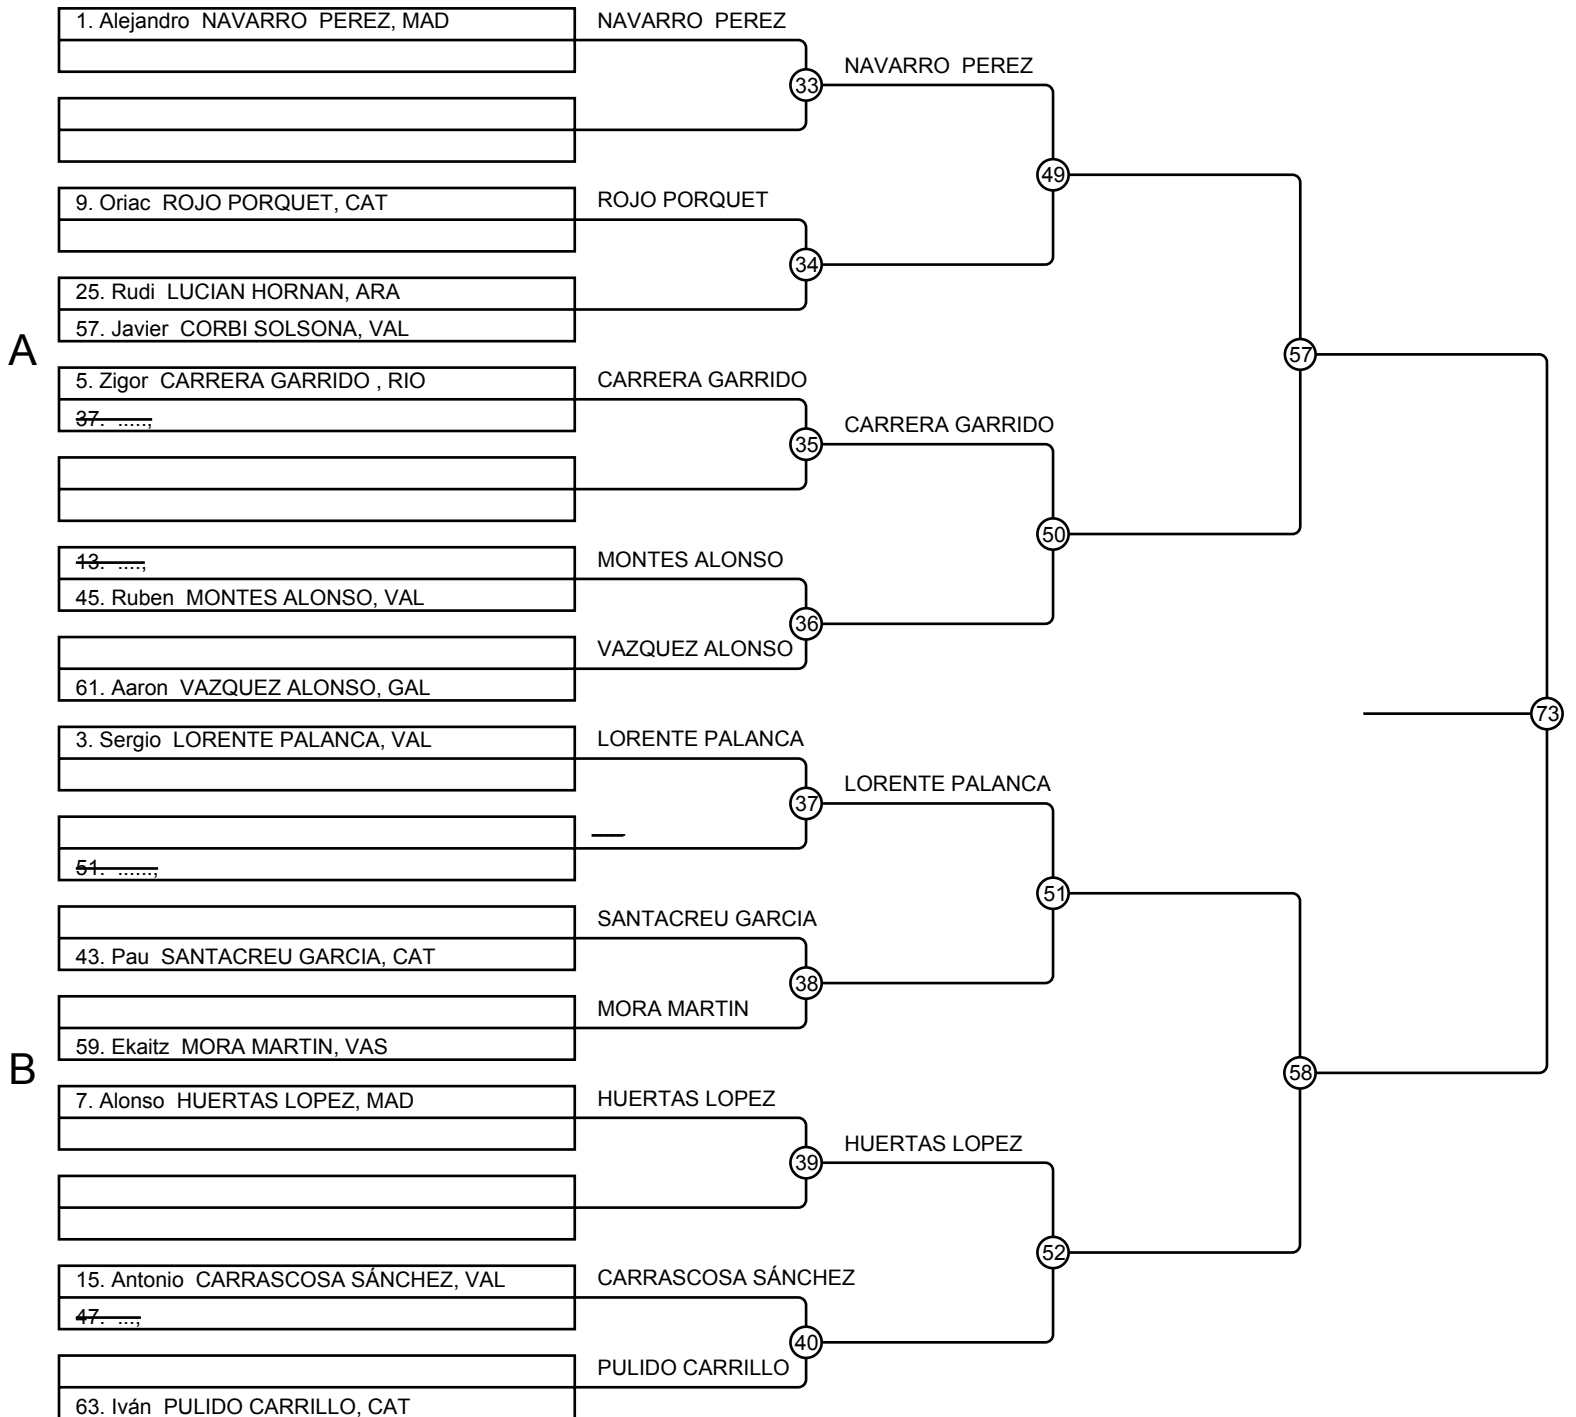 1. Alejandro NAVARRO PEREZ, MAD
NAVARRO PEREZ
NAVARRO PEREZ
33
49
9. Oriac ROJO PORQUET, CAT
ROJO PORQUET
34
25. Rudi LUCIAN HORNAN, ARA
57. Javier CORBI SOLSONA, VAL
A
57
5. Zigor CARRERA GARRIDO , RIO
CARRERA GARRIDO
37. .....,
CARRERA GARRIDO
35
50
13. ....,
MONTES ALONSO
45. Ruben MONTES ALONSO, VAL
36
VAZQUEZ ALONSO
61. Aaron VAZQUEZ ALONSO, GAL
73
3. Sergio LORENTE PALANCA, VAL
LORENTE PALANCA
LORENTE PALANCA
37
51. ......,
51
SANTACREU GARCIA
43. Pau SANTACREU GARCIA, CAT
38
MORA MARTIN
59. Ekaitz MORA MARTIN, VAS
B
58
7. Alonso HUERTAS LOPEZ, MAD
HUERTAS LOPEZ
HUERTAS LOPEZ
39
52
15. Antonio CARRASCOSA SÁNCHEZ, VAL
CARRASCOSA SÁNCHEZ
47. ...,
40
PULIDO CARRILLO
63. Iván PULIDO CARRILLO, CAT